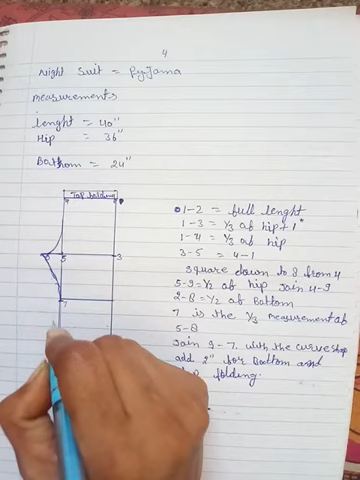 4
Night Suit = Pyjama
measurements
lenght = 40"
Hip = 36"
Bottom = 24"
Top holding
4
1-2 = full lenght
1-3 = 1/3 of hip + 1"
1-4 = 1/3 of hip
3-5 = 4-1
square down to 8 from 4
5-9 = 1/2 of hip Join 4-9
2-8 = 1/2 of Bottom
7 is the 1/3 measurement of
5-8
Join 9-7 with the curve shap
add 2" for Bottom and
folding.
5
3
7